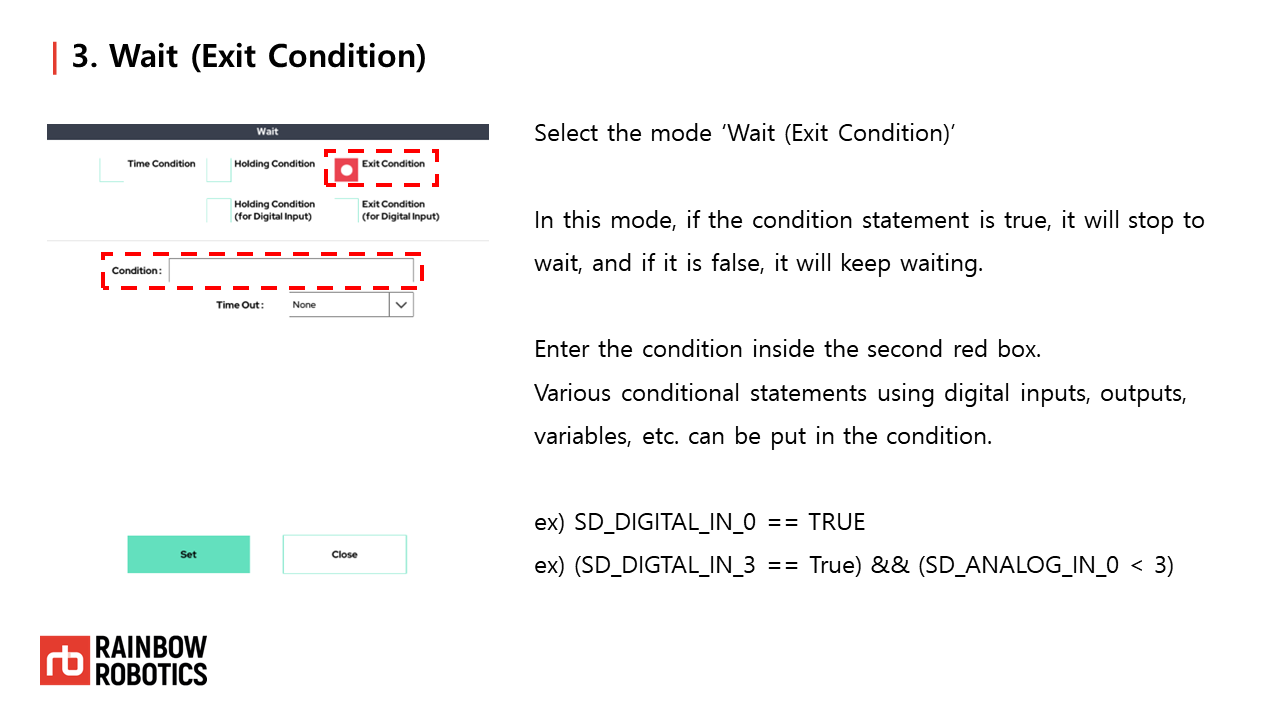 3. Wait (Exit Condition)
Wait
Time Condition
Holding Condition
Exit Condition
Holding Condition
(for Digital Input)
Exit Condition
(for Digital Input)
Condition :
Time Out :
None
Set
Close
Select the mode ‘Wait (Exit Condition)’
In this mode, if the condition statement is true, it will stop to
wait, and if it is false, it will keep waiting.
Enter the condition inside the second red box.
Various conditional statements using digital inputs, outputs,
variables, etc. can be put in the condition.
ex) SD_DIGITAL_IN_0 == TRUE
ex) (SD_DIGTAL_IN_3 == True) && (SD_ANALOG_IN_0 < 3)
rb
RAINBOW
ROBOTICS